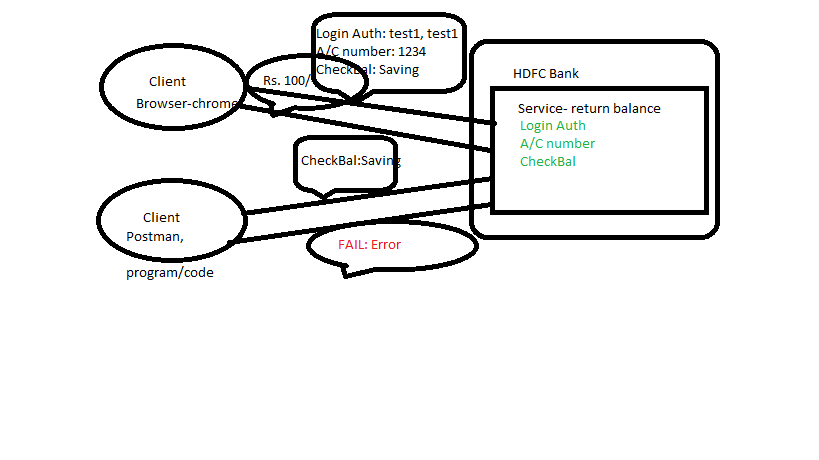 Login Auth: test1, test1
A/C number: 1234
CheckBal: Saving
HDFC Bank
Client
Browser-chrome
Rs. 100/-
Service- return balance
Login Auth
A/C number
CheckBal
CheckBal:Saving
Client
Postman,
program/code
FAIL: Error